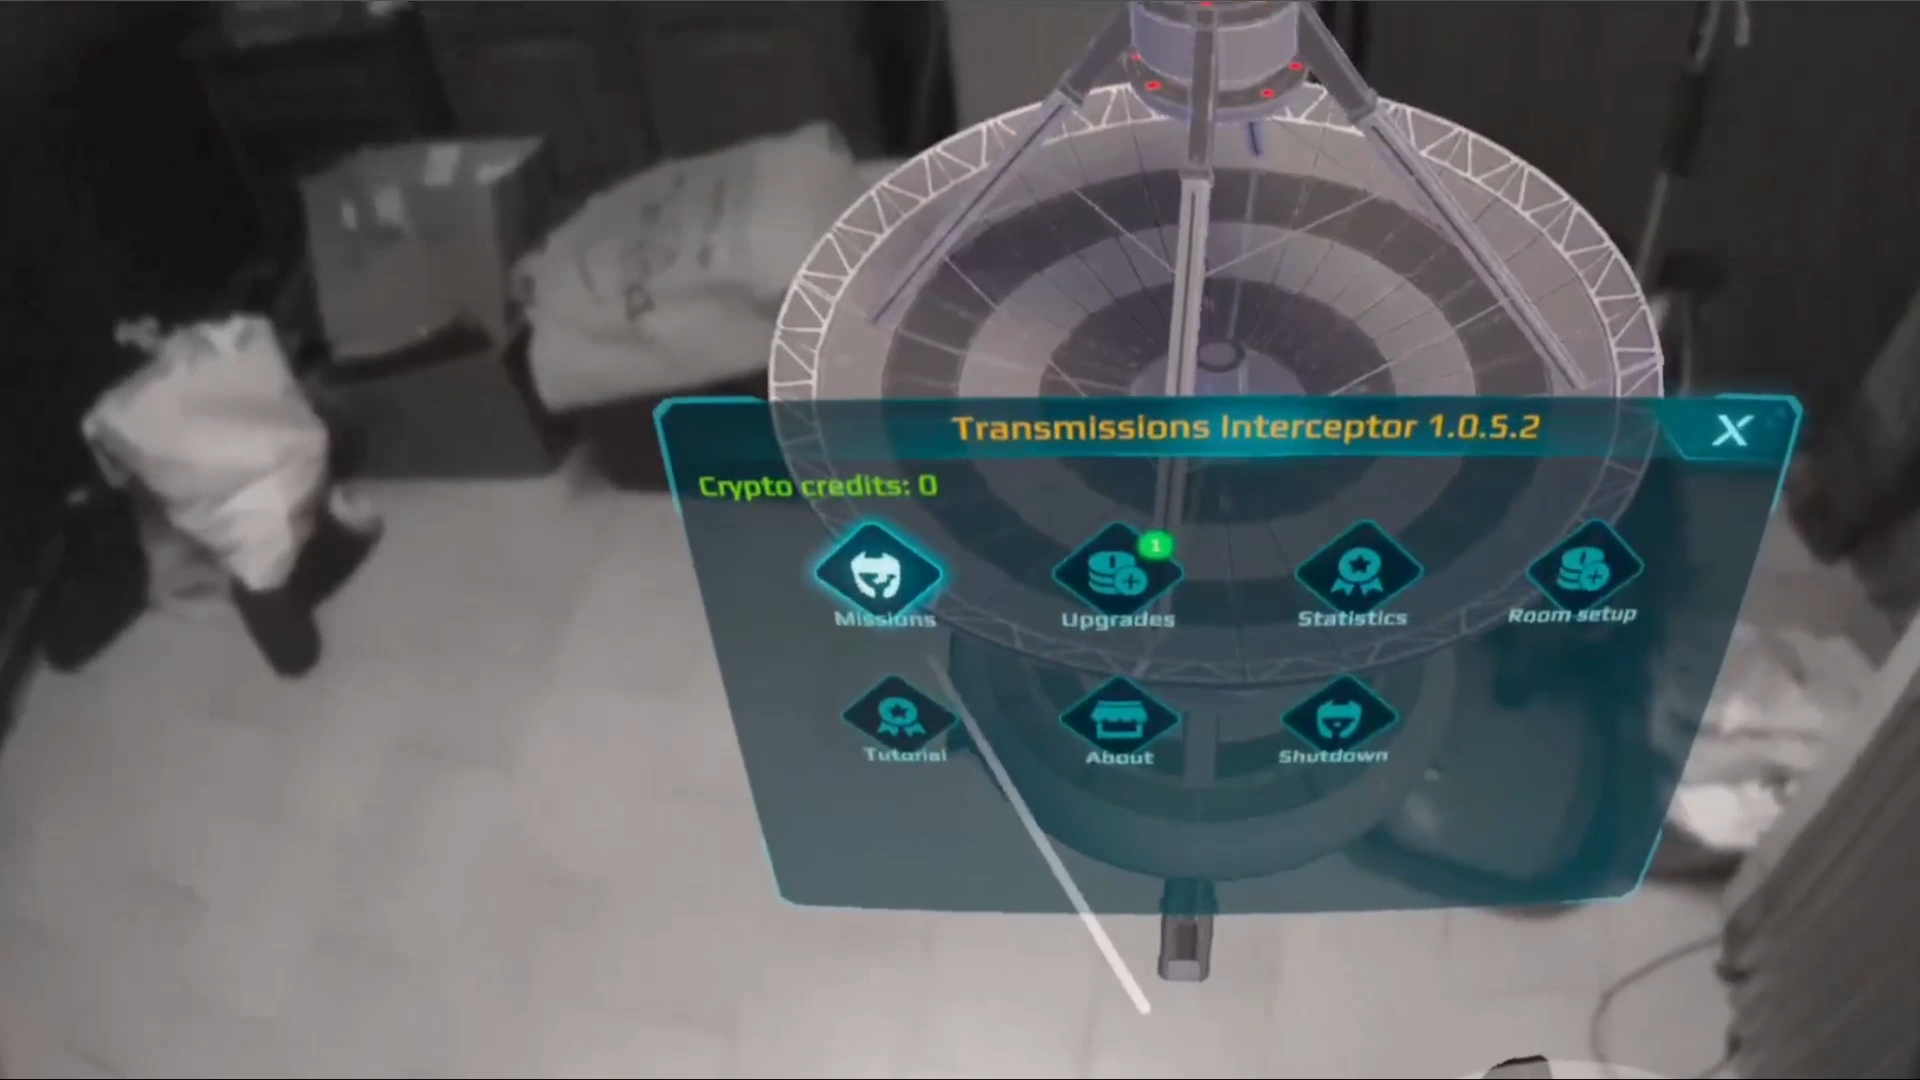 Transmissions Interceptor 1.0.5.2
X
Crypto credits: 0
1
Missions
Upgrades
Statistics
Room setup
Tutorial
About
Shutdown